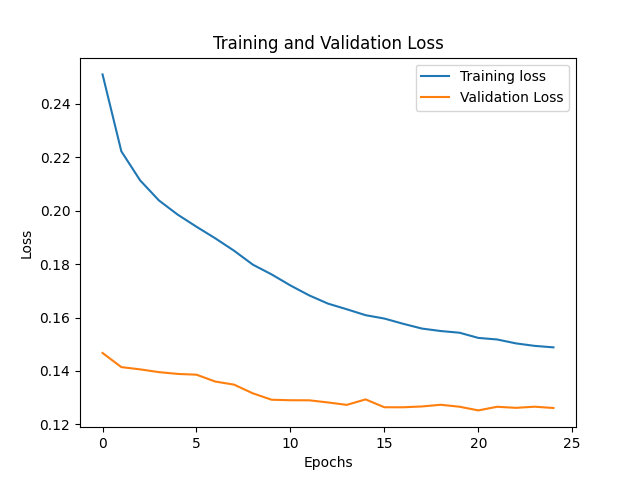 Training and Validation Loss
Training loss
Validation Loss
Loss
0.24
0.22
0.20
0.18
0.16
0.14
0.12
0 5 10 15 20 25
Epochs